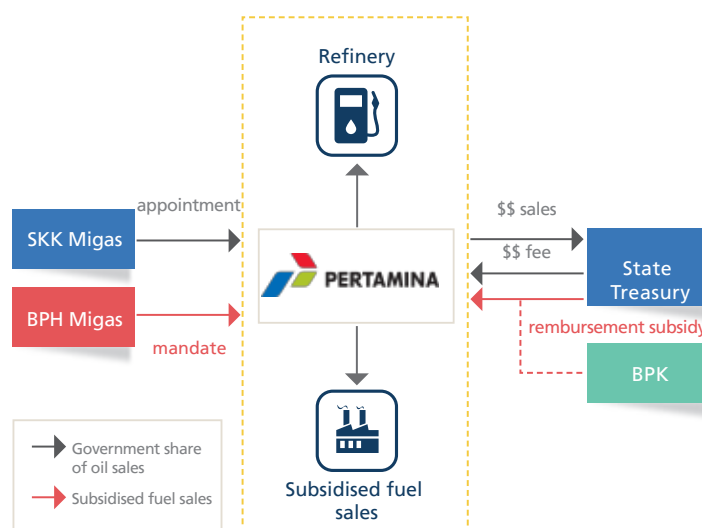 Refinery
appointment
SKK Migas
$$ sales
$$ fee
State
Treasury
PERTAMINA
BPH Migas
mandate
rembursement subsidy
BPK
Government share
of oil sales
Subsidised fuel sales
Subsidised fuel
sales